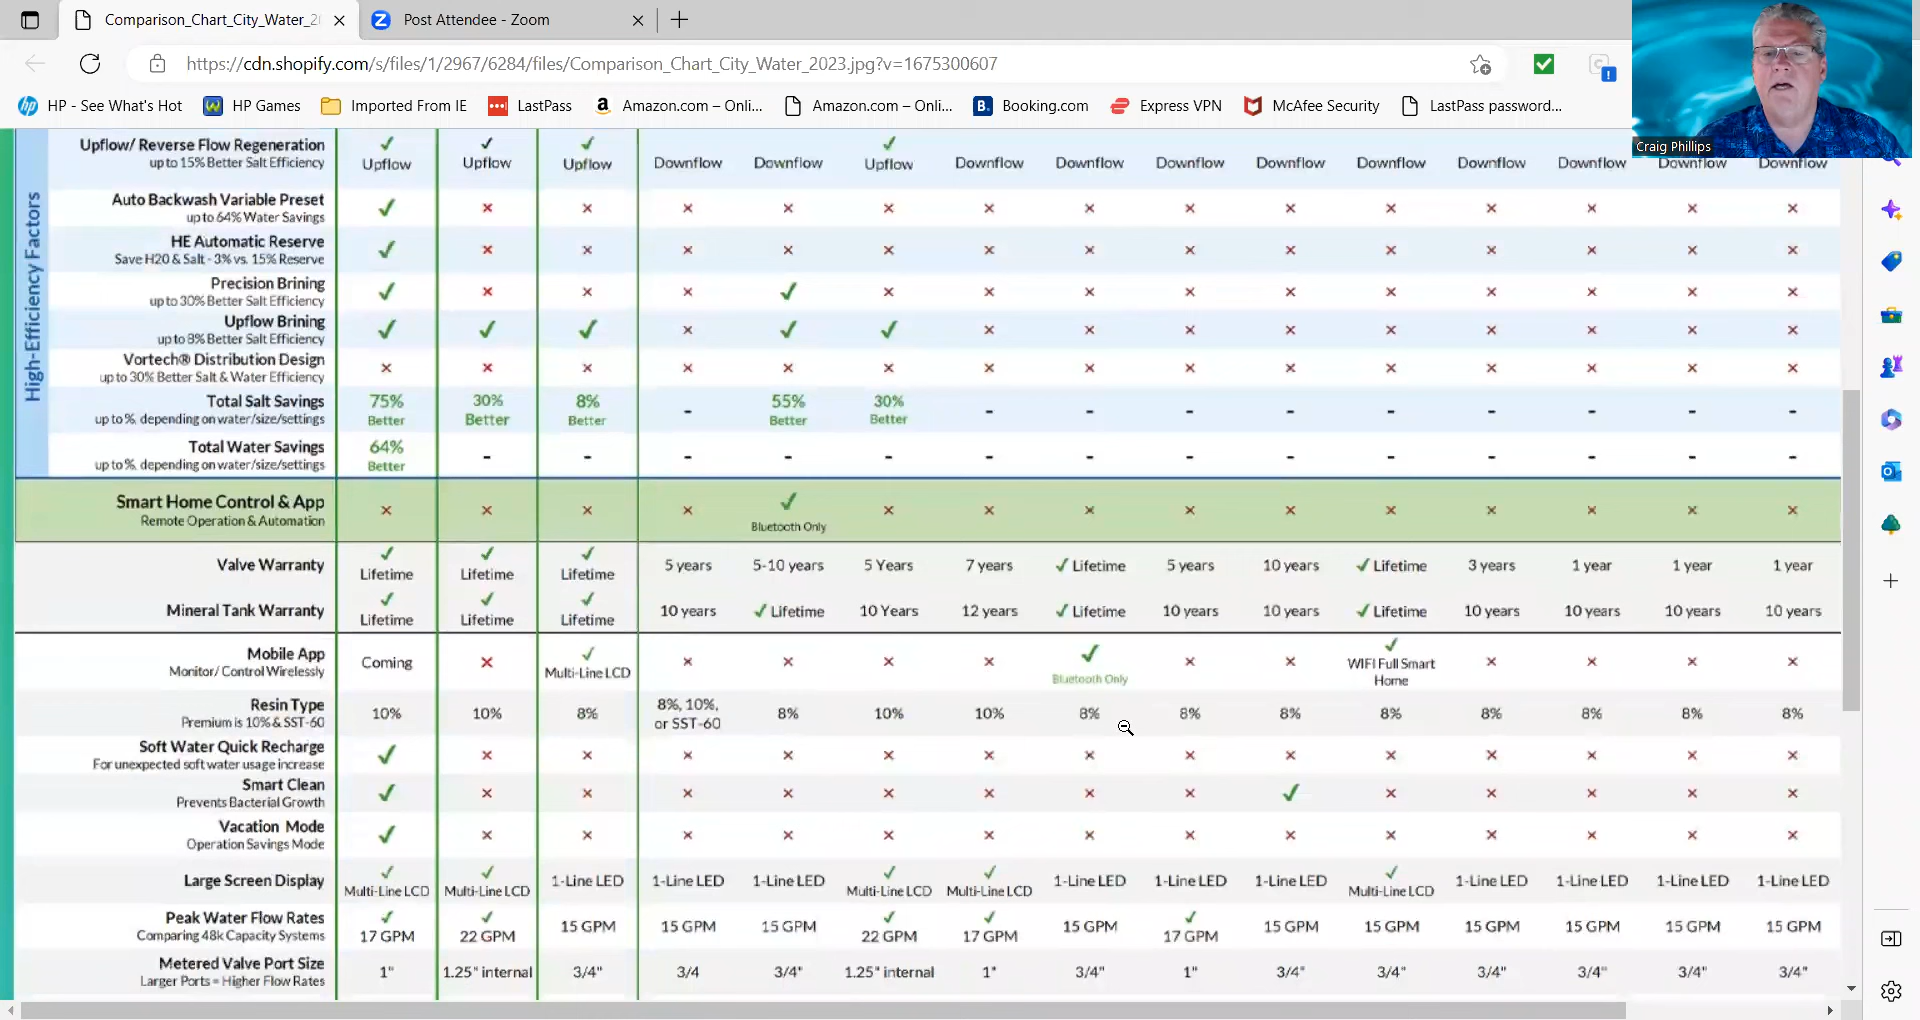 Comparison_Chart_City_Water_2
Post Attendee - Zoom
https://cdn.shopify.com/s/files/1/2967/6284/files/Comparison_Chart_City_Water_2023.jpg?v=1675300607
HP - See What's Hot HP Games Imported From IE LastPass Amazon.com – Onli... Amazon.com – Onli... Booking.com Express VPN McAfee Security LastPass password...
Craig Phillips
High-Efficiency Factors
Upflow/ Reverse Flow Regeneration ✓ ✓ ✓ ✓
up to 15% Better Salt Efficiency Upflow Upflow Upflow Downflow Downflow Upflow Downflow Downflow Downflow Downflow Downflow Downflow Downflow Downflow Downflow
Auto Backwash Variable Preset ✓ × × × × × × × × × × × × × ×
up to 64% Water Savings
HE Automatic Reserve ✓ × × × × × × × × × × × × × ×
Save H20 & Salt - 3% vs. 15% Reserve
Precision Brining ✓ × × × ✓ × × × × × × × × × ×
up to 30% Better Salt Efficiency
Upflow Brining ✓ ✓ ✓ × ✓ ✓ × × × × × × × × ×
up to 8% Better Salt Efficiency
Vortech® Distribution Design × × × × × × × × × × × × × × ×
up to 30% Better Salt & Water Efficiency
Total Salt Savings 75% 30% 8% - 55% 30% - - - - - - - - -
up to %, depending on water/size/settings Better Better Better Better Better
Total Water Savings 64% - - - - - - - - - - - - - -
up to %, depending on water/size/settings Better
Smart Home Control & App × × × × ✓ × × × × × × × × × ×
Remote Operation & Automation Bluetooth Only
Valve Warranty ✓ Lifetime ✓ Lifetime ✓ Lifetime 5 years 5-10 years 5 Years 7 years ✓ Lifetime 5 years 10 years ✓ Lifetime 3 years 1 year 1 year 1 year
Mineral Tank Warranty ✓ Lifetime ✓ Lifetime ✓ Lifetime 10 years ✓ Lifetime 10 Years 12 years ✓ Lifetime 10 years 10 years ✓ Lifetime 10 years 10 years 10 years 10 years
Mobile App Coming × ✓ × × × × ✓ × × ✓ × × × ×
Monitor/ Control Wirelessly Multi-Line LCD Bluetooth Only WIFI Full Smart
Home
Resin Type 10% 10% 8% 8%, 10%, 8% 10% 10% 8% 8% 8% 8% 8% 8% 8% 8%
Premium is 10% & SST-60 or SST-60
Soft Water Quick Recharge ✓ × × × × × × × × × × × × × ×
For unexpected soft water usage increase
Smart Clean ✓ × × × × × × × × ✓ × × × × ×
Prevents Bacterial Growth
Vacation Mode ✓ × × × × × × × × × × × × × ×
Operation Savings Mode
Large Screen Display ✓ Multi-Line LCD ✓ Multi-Line LCD 1-Line LED 1-Line LED 1-Line LED ✓ Multi-Line LCD ✓ Multi-Line LCD 1-Line LED 1-Line LED 1-Line LED ✓ Multi-Line LCD 1-Line LED 1-Line LED 1-Line LED 1-Line LED
Peak Water Flow Rates ✓ ✓ 15 GPM 15 GPM 15 GPM ✓ ✓ 15 GPM ✓ 15 GPM 15 GPM 15 GPM 15 GPM 15 GPM 15 GPM
Comparing 48k Capacity Systems 17 GPM 22 GPM 22 GPM 17 GPM 17 GPM
Metered Valve Port Size 1" 1.25" internal 3/4" 3/4 3/4" 1.25" internal 1" 3/4" 1" 3/4" 3/4" 3/4" 3/4" 3/4" 3/4"
Larger Ports = Higher Flow Rates